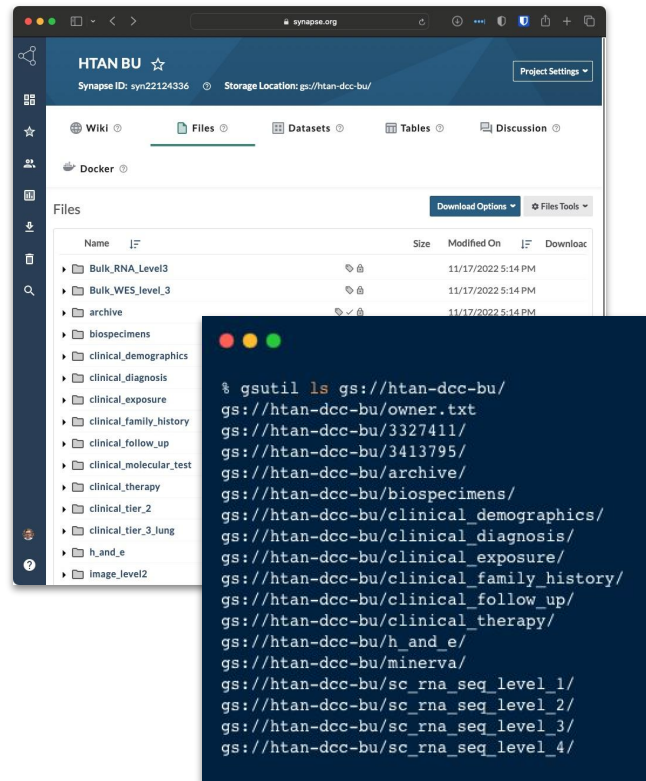 synapse.org
HTAN BU
Synapse ID: syn22124336 Storage Location: gs://htan-dcc-bu/
Project Settings
Wiki Files Datasets Tables Discussion
Docker
Files
Download Options Files Tools
Name Size Modified On Download
Bulk_RNA_Level3 11/17/2022 5:14 PM
Bulk_WES_level_3 11/17/2022 5:14 PM
archive 11/17/2022 5:14 PM
biospecimens
clinical_demographics
clinical_diagnosis
clinical_exposure
clinical_family_history
clinical_follow_up
clinical_molecular_test
clinical_therapy
clinical_tier_2
clinical_tier_3_lung
h_and_e
image_level2
% gsutil ls gs://htan-dcc-bu/
gs://htan-dcc-bu/owner.txt
gs://htan-dcc-bu/3327411/
gs://htan-dcc-bu/3413795/
gs://htan-dcc-bu/archive/
gs://htan-dcc-bu/biospecimens/
gs://htan-dcc-bu/clinical_demographics/
gs://htan-dcc-bu/clinical_diagnosis/
gs://htan-dcc-bu/clinical_exposure/
gs://htan-dcc-bu/clinical_family_history/
gs://htan-dcc-bu/clinical_follow_up/
gs://htan-dcc-bu/clinical_therapy/
gs://htan-dcc-bu/h_and_e/
gs://htan-dcc-bu/minerva/
gs://htan-dcc-bu/sc_rna_seq_level_1/
gs://htan-dcc-bu/sc_rna_seq_level_2/
gs://htan-dcc-bu/sc_rna_seq_level_3/
gs://htan-dcc-bu/sc_rna_seq_level_4/